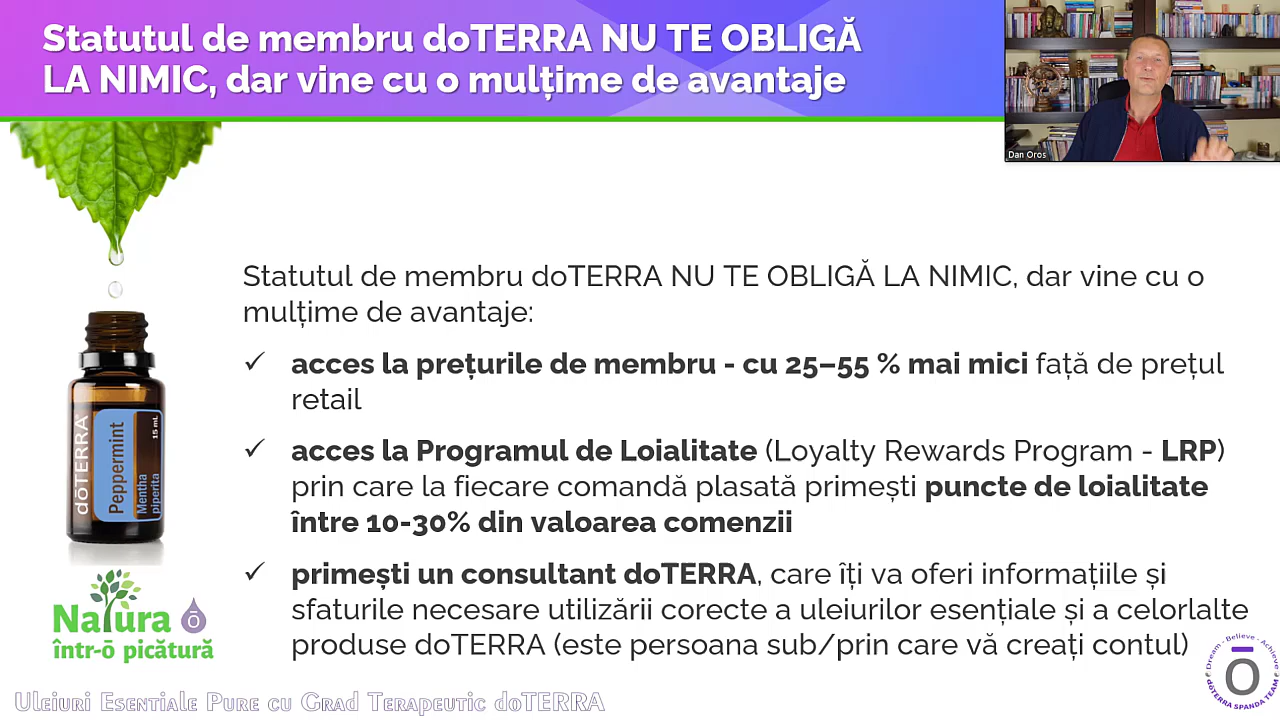 Statutul de membru doTERRA NU TE OBLIGĂ
LA NIMIC, dar vine cu o mulțime de avantaje
Dan Oros
Statutul de membru doTERRA NU TE OBLIGĂ LA NIMIC, dar vine cu o
mulțime de avantaje:
acces la prețurile de membru - cu 25–55 % mai mici față de prețul
retail
acces la Programul de Loialitate (Loyalty Rewards Program - LRP)
prin care la fiecare comandă plasată primești puncte de loialitate
între 10-30% din valoarea comenzii
primești un consultant doTERRA, care îți va oferi informațiile și
sfaturile necesare utilizării corecte a uleiurilor esențiale și a celorlalte
produse doTERRA (este persoana sub/prin care vă creați contul)
dōTERRA®
Peppermint
Mentha
piperita
15 mL
Natura ō
într-ō picătură
Dream - Believe - Achieve
Ō
dōTERRA SPANDA TEAM
Uleiuri Esențiale Pure cu Grad Terapeutic doTERRA